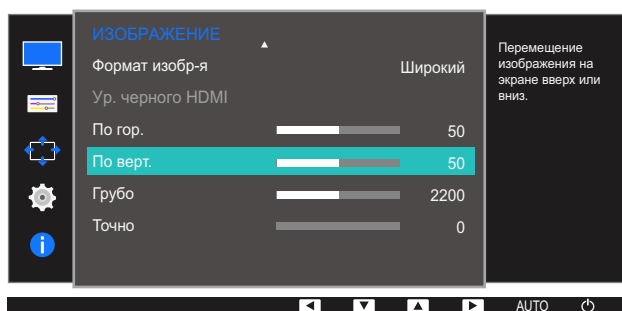 ИЗОБРАЖЕНИЕ
Формат изобр-я Широкий
Ур. черного HDMI
По гор. 50
По верт. 50
Грубо 2200
Точно 0
Перемещение
изображения на
экране вверх или
вниз.
AUTO